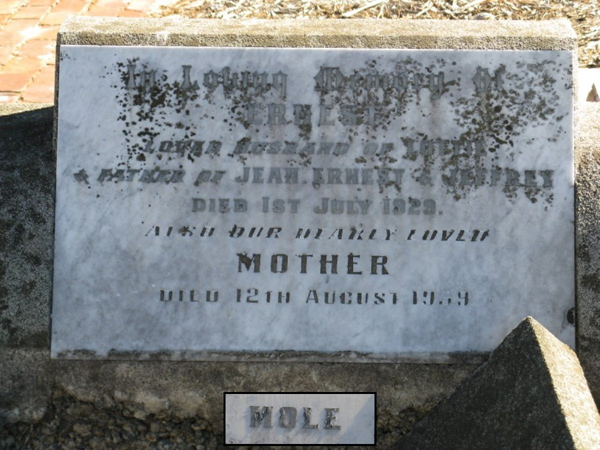 In Loving Memory of
ERNEST
LOVED HUSBAND OF LOTTIE
& FATHER OF JEAN, ERNEST & JEFFREY
DIED 1ST JULY 1929.
ALSO OUR DEARLY LOVED
MOTHER
DIED 12TH AUGUST
MOLE